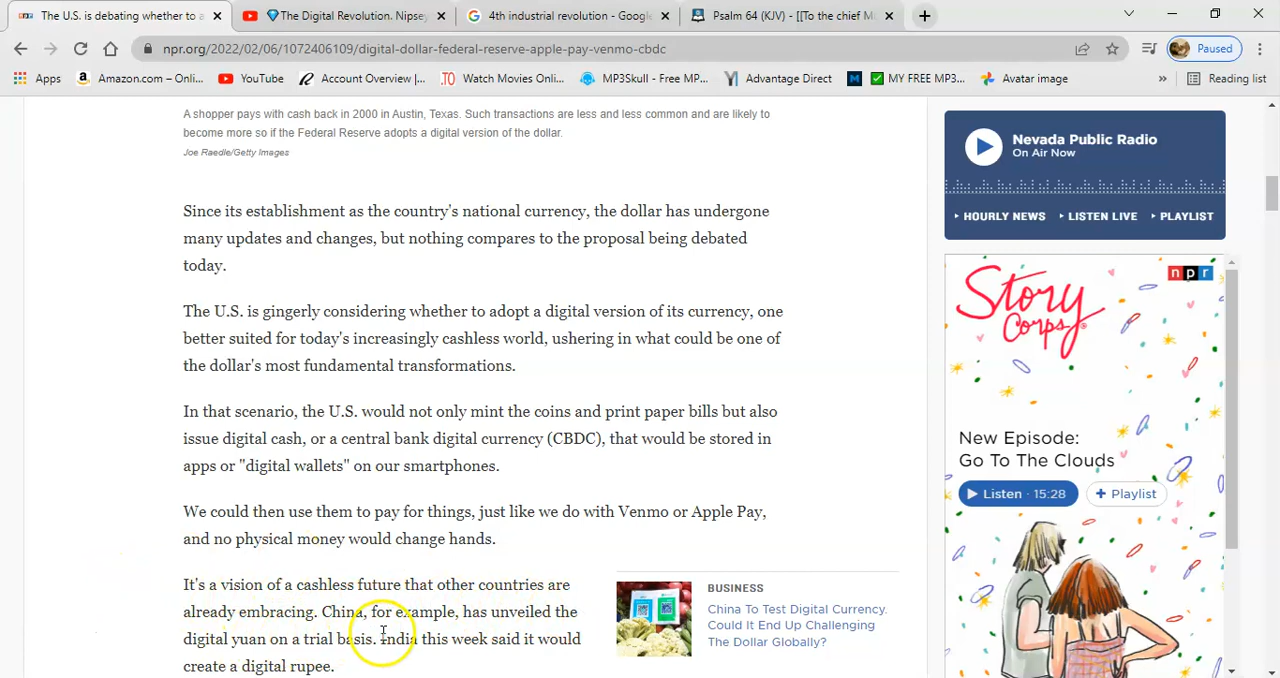 The U.S. is debating whether to a
The Digital Revolution. Nipsey
4th industrial revolution - Google
Psalm 64 (KJV) - [[To the chief M
npr.org/2022/02/06/1072406109/digital-dollar-federal-reserve-apple-pay-venmo-cbdc
Paused
Apps
Amazon.com – Onli...
YouTube
Account Overview |...
TO
Watch Movies Onli...
MP3Skull - Free MP...
Advantage Direct
M
MY FREE MP3...
Avatar image
»
Reading list
A shopper pays with cash back in 2000 in Austin, Texas. Such transactions are less and less common and are likely to
become more so if the Federal Reserve adopts a digital version of the dollar.
Joe Raedle/Getty Images
Since its establishment as the country's national currency, the dollar has undergone
many updates and changes, but nothing compares to the proposal being debated
today.
The U.S. is gingerly considering whether to adopt a digital version of its currency, one
better suited for today's increasingly cashless world, ushering in what could be one of
the dollar's most fundamental transformations.
In that scenario, the U.S. would not only mint the coins and print paper bills but also
issue digital cash, or a central bank digital currency (CBDC), that would be stored in
apps or "digital wallets" on our smartphones.
We could then use them to pay for things, just like we do with Venmo or Apple Pay,
and no physical money would change hands.
It's a vision of a cashless future that other countries are
already embracing. China, for example, has unveiled the
digital yuan on a trial basis. India this week said it would
create a digital rupee.
BUSINESS
China To Test Digital Currency.
Could It End Up Challenging
The Dollar Globally?
Nevada Public Radio
On Air Now
HOURLY NEWS
LISTEN LIVE
PLAYLIST
npr
Story
Corps
New Episode:
Go To The Clouds
Listen · 15:28
+ Playlist